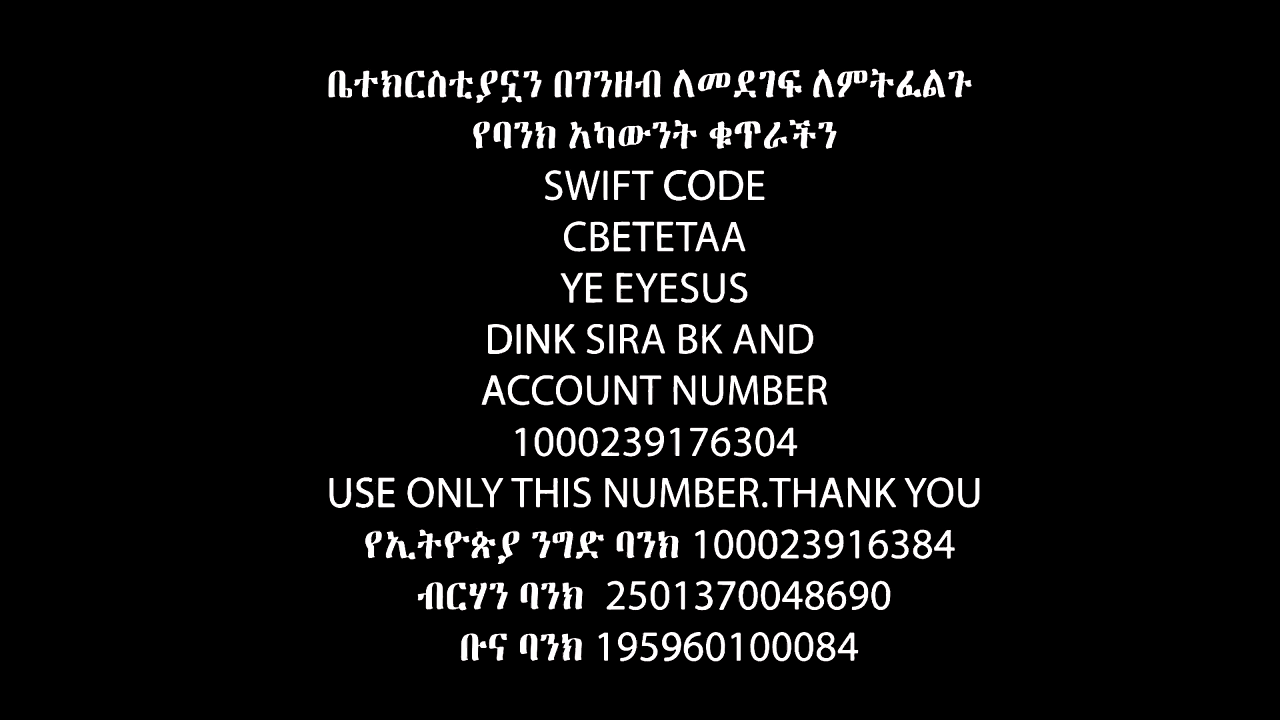 ቤተክርስቲያኗን በገንዘብ ለመደገፍ ለምትፈልጉ
የባንክ አካውንት ቁጥራችን
SWIFT CODE
CBETETAA
YE EYESUS
DINK SIRA BK AND
ACCOUNT NUMBER
1000239176304
USE ONLY THIS NUMBER.THANK YOU
የኢትዮጵያ ንግድ ባንክ 100023916384
ብርሃን ባንክ 2501370048690
ቡና ባንክ 195960100084